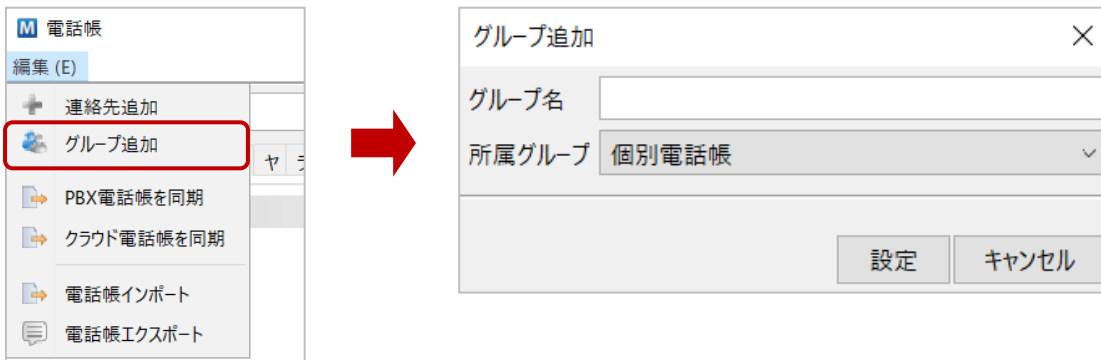 M 電話帳
編集 (E)
連絡先追加
グループ追加
ヤ
PBX電話帳を同期
クラウド電話帳を同期
電話帳インポート
電話帳エクスポート
グループ追加
グループ名
所属グループ 個別電話帳
設定 キャンセル